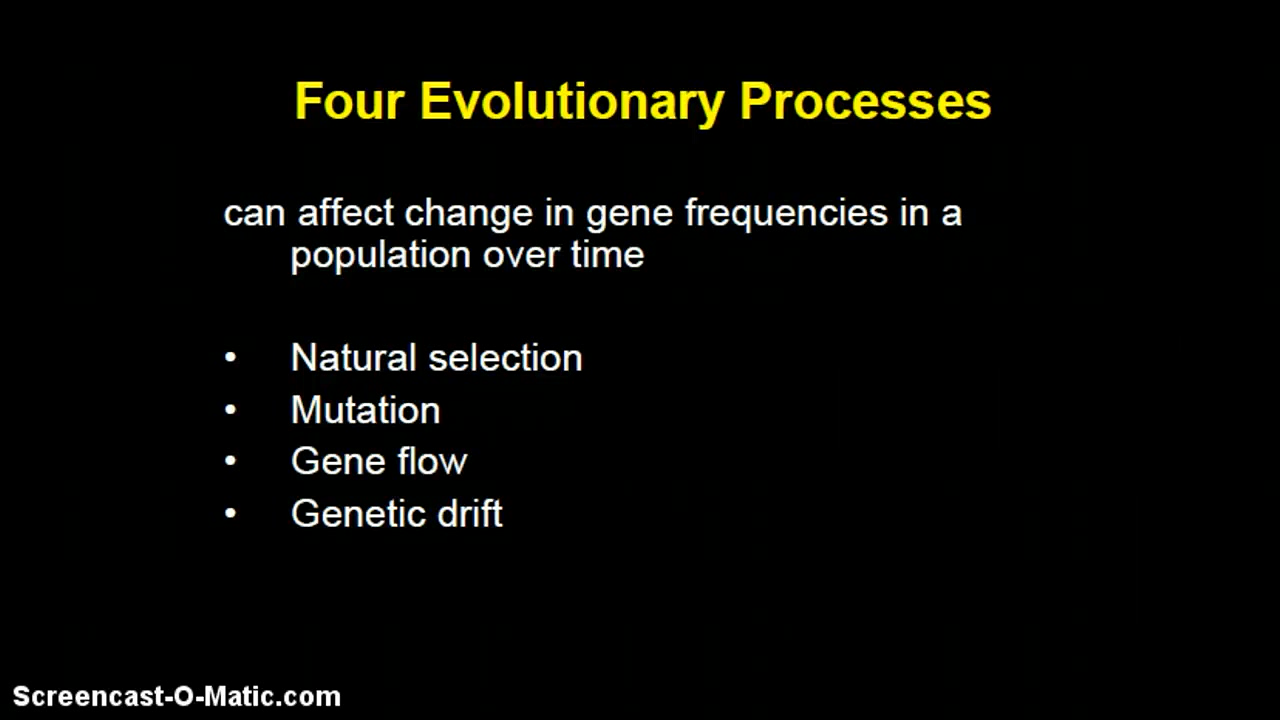 Four Evolutionary Processes
can affect change in gene frequencies in a
population over time
• Natural selection
• Mutation
• Gene flow
• Genetic drift
Screencast-O-Matic.com